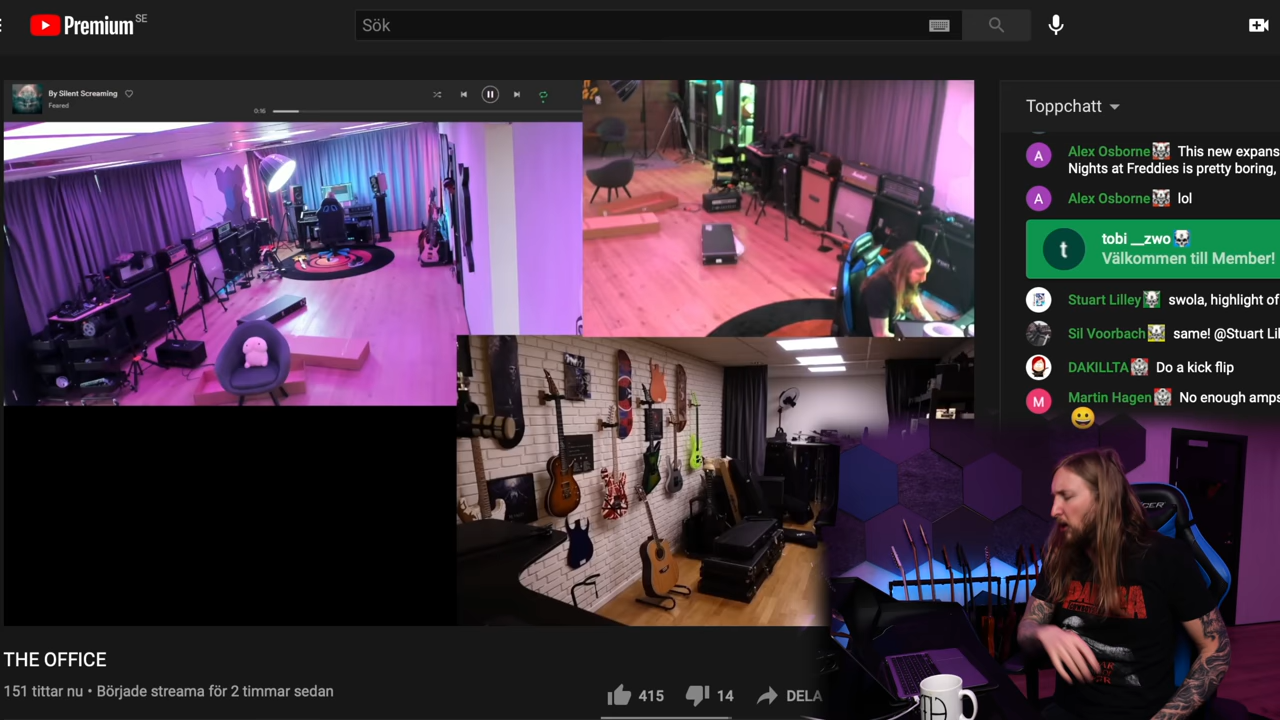 Premium SE
Sök
By Silent Screaming
Feared
0:16
Toppchatt
A
Alex Osborne This new expans
Nights at Freddies is pretty boring,
A
Alex Osborne lol
t
tobi __zwo
Välkommen till Member!
Stuart Lilley swola, highlight of
Sil Voorbach same! @Stuart Lil
DAKILLTA Do a kick flip
M
Martin Hagen No enough amps
THE OFFICE
151 tittar nu • Började streama för 2 timmar sedan
415
14
DELA
PANTERA